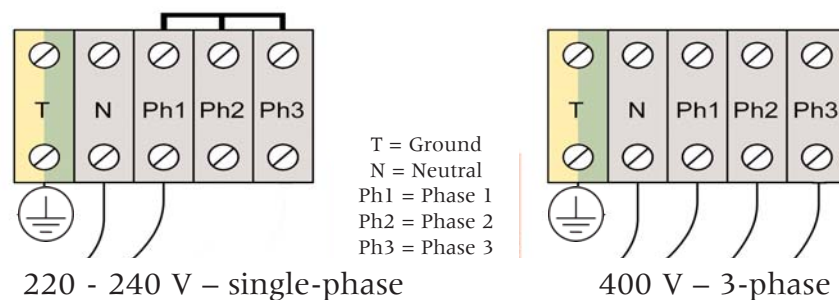 T N Ph1 Ph2 Ph3
T = Ground
N = Neutral
Ph1 = Phase 1
Ph2 = Phase 2
Ph3 = Phase 3
T N Ph1 Ph2 Ph3
220 - 240 V – single-phase
400 V – 3-phase